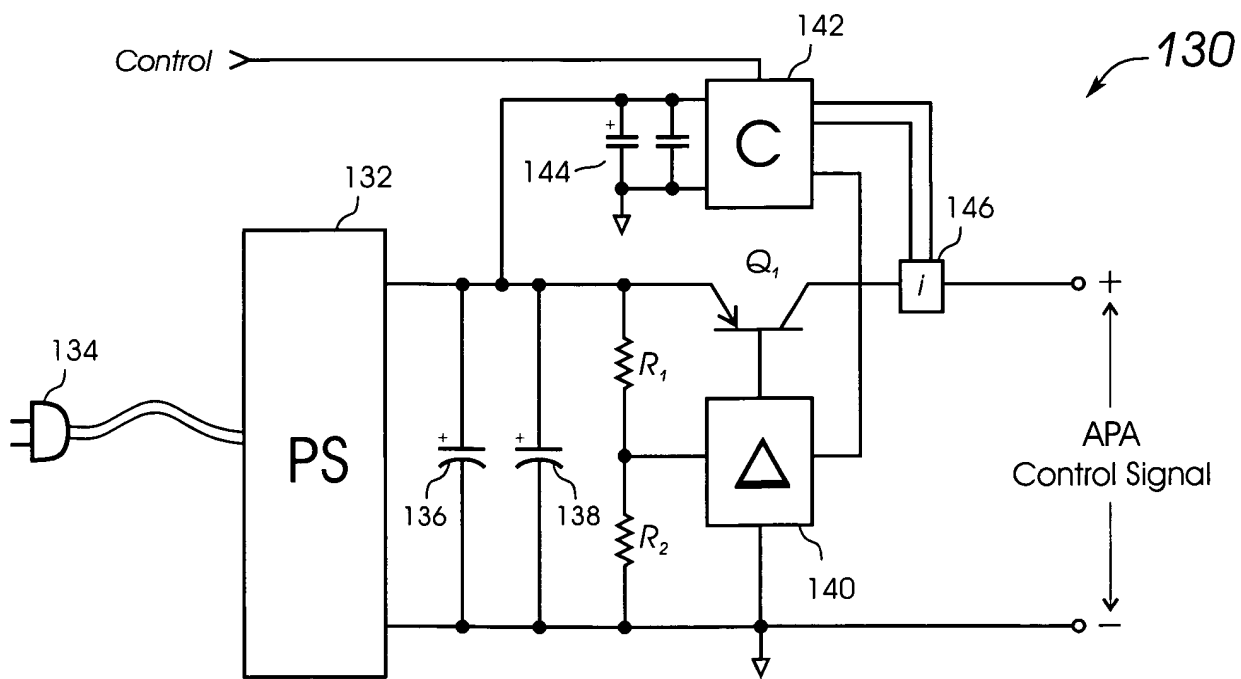 142
Control
130
C
144
132
146
Q1
i
+
134
R1
PS
APA
Control Signal
136
138
R2
140
−